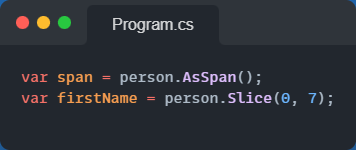 Program.cs
var span = person.AsSpan();
var firstName = person.Slice(0, 7);